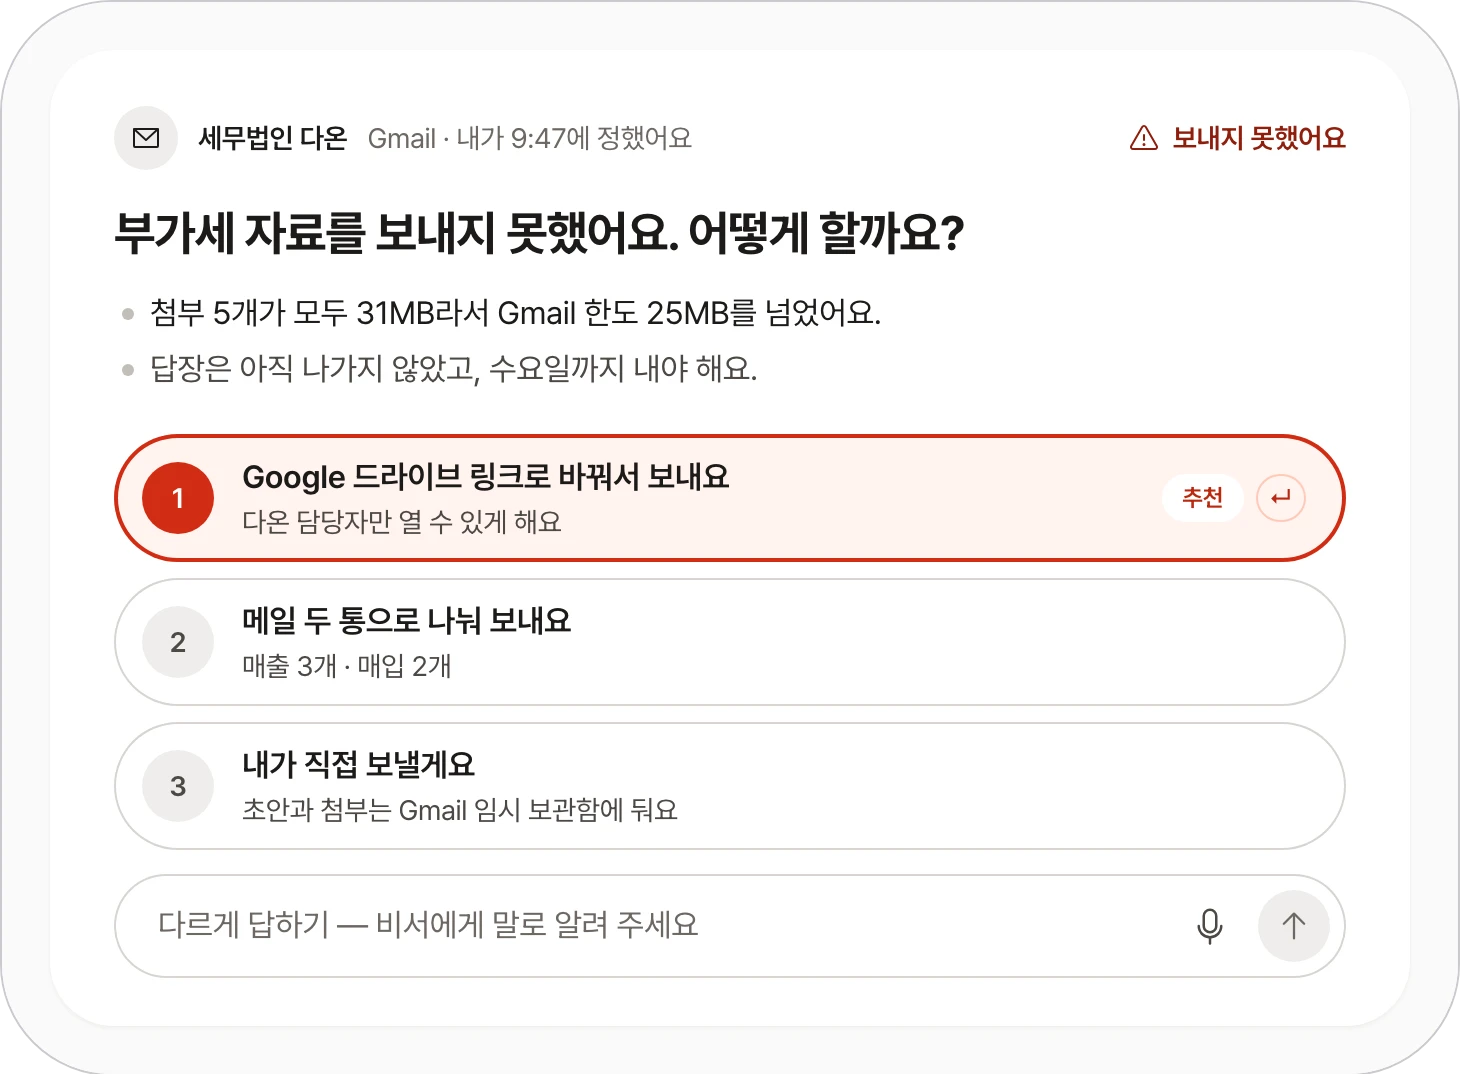 세무법인 다온 Gmail · 내가 9:47에 정했어요
보내지 못했어요
부가세 자료를 보내지 못했어요. 어떻게 할까요?
첨부 5개가 모두 31MB라서 Gmail 한도 25MB를 넘었어요.
답장은 아직 나가지 않았고, 수요일까지 내야 해요.
1
Google 드라이브 링크로 바꿔서 보내요
다온 담당자만 열 수 있게 해요
추천
2
메일 두 통으로 나눠 보내요
매출 3개 · 매입 2개
3
내가 직접 보낼게요
초안과 첨부는 Gmail 임시 보관함에 둬요
다르게 답하기 — 비서에게 말로 알려 주세요